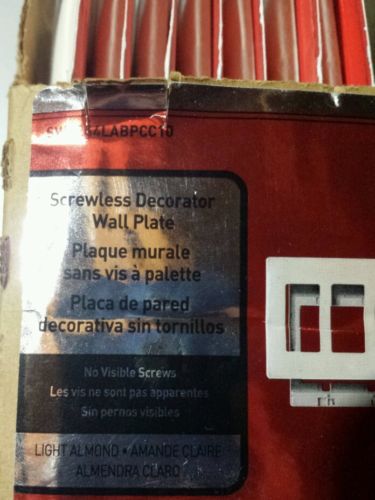 Screwless Decorator
Wall Plate
Plaque murale
sans vis à palette
Placa de pared
decorativa sin tornillos
No Visible Screws
Les vis ne sont pas apparentes
Sin pernos visibles
LIGHT ALMOND • AMANDE CLAIRE
ALMENDRA CLARO